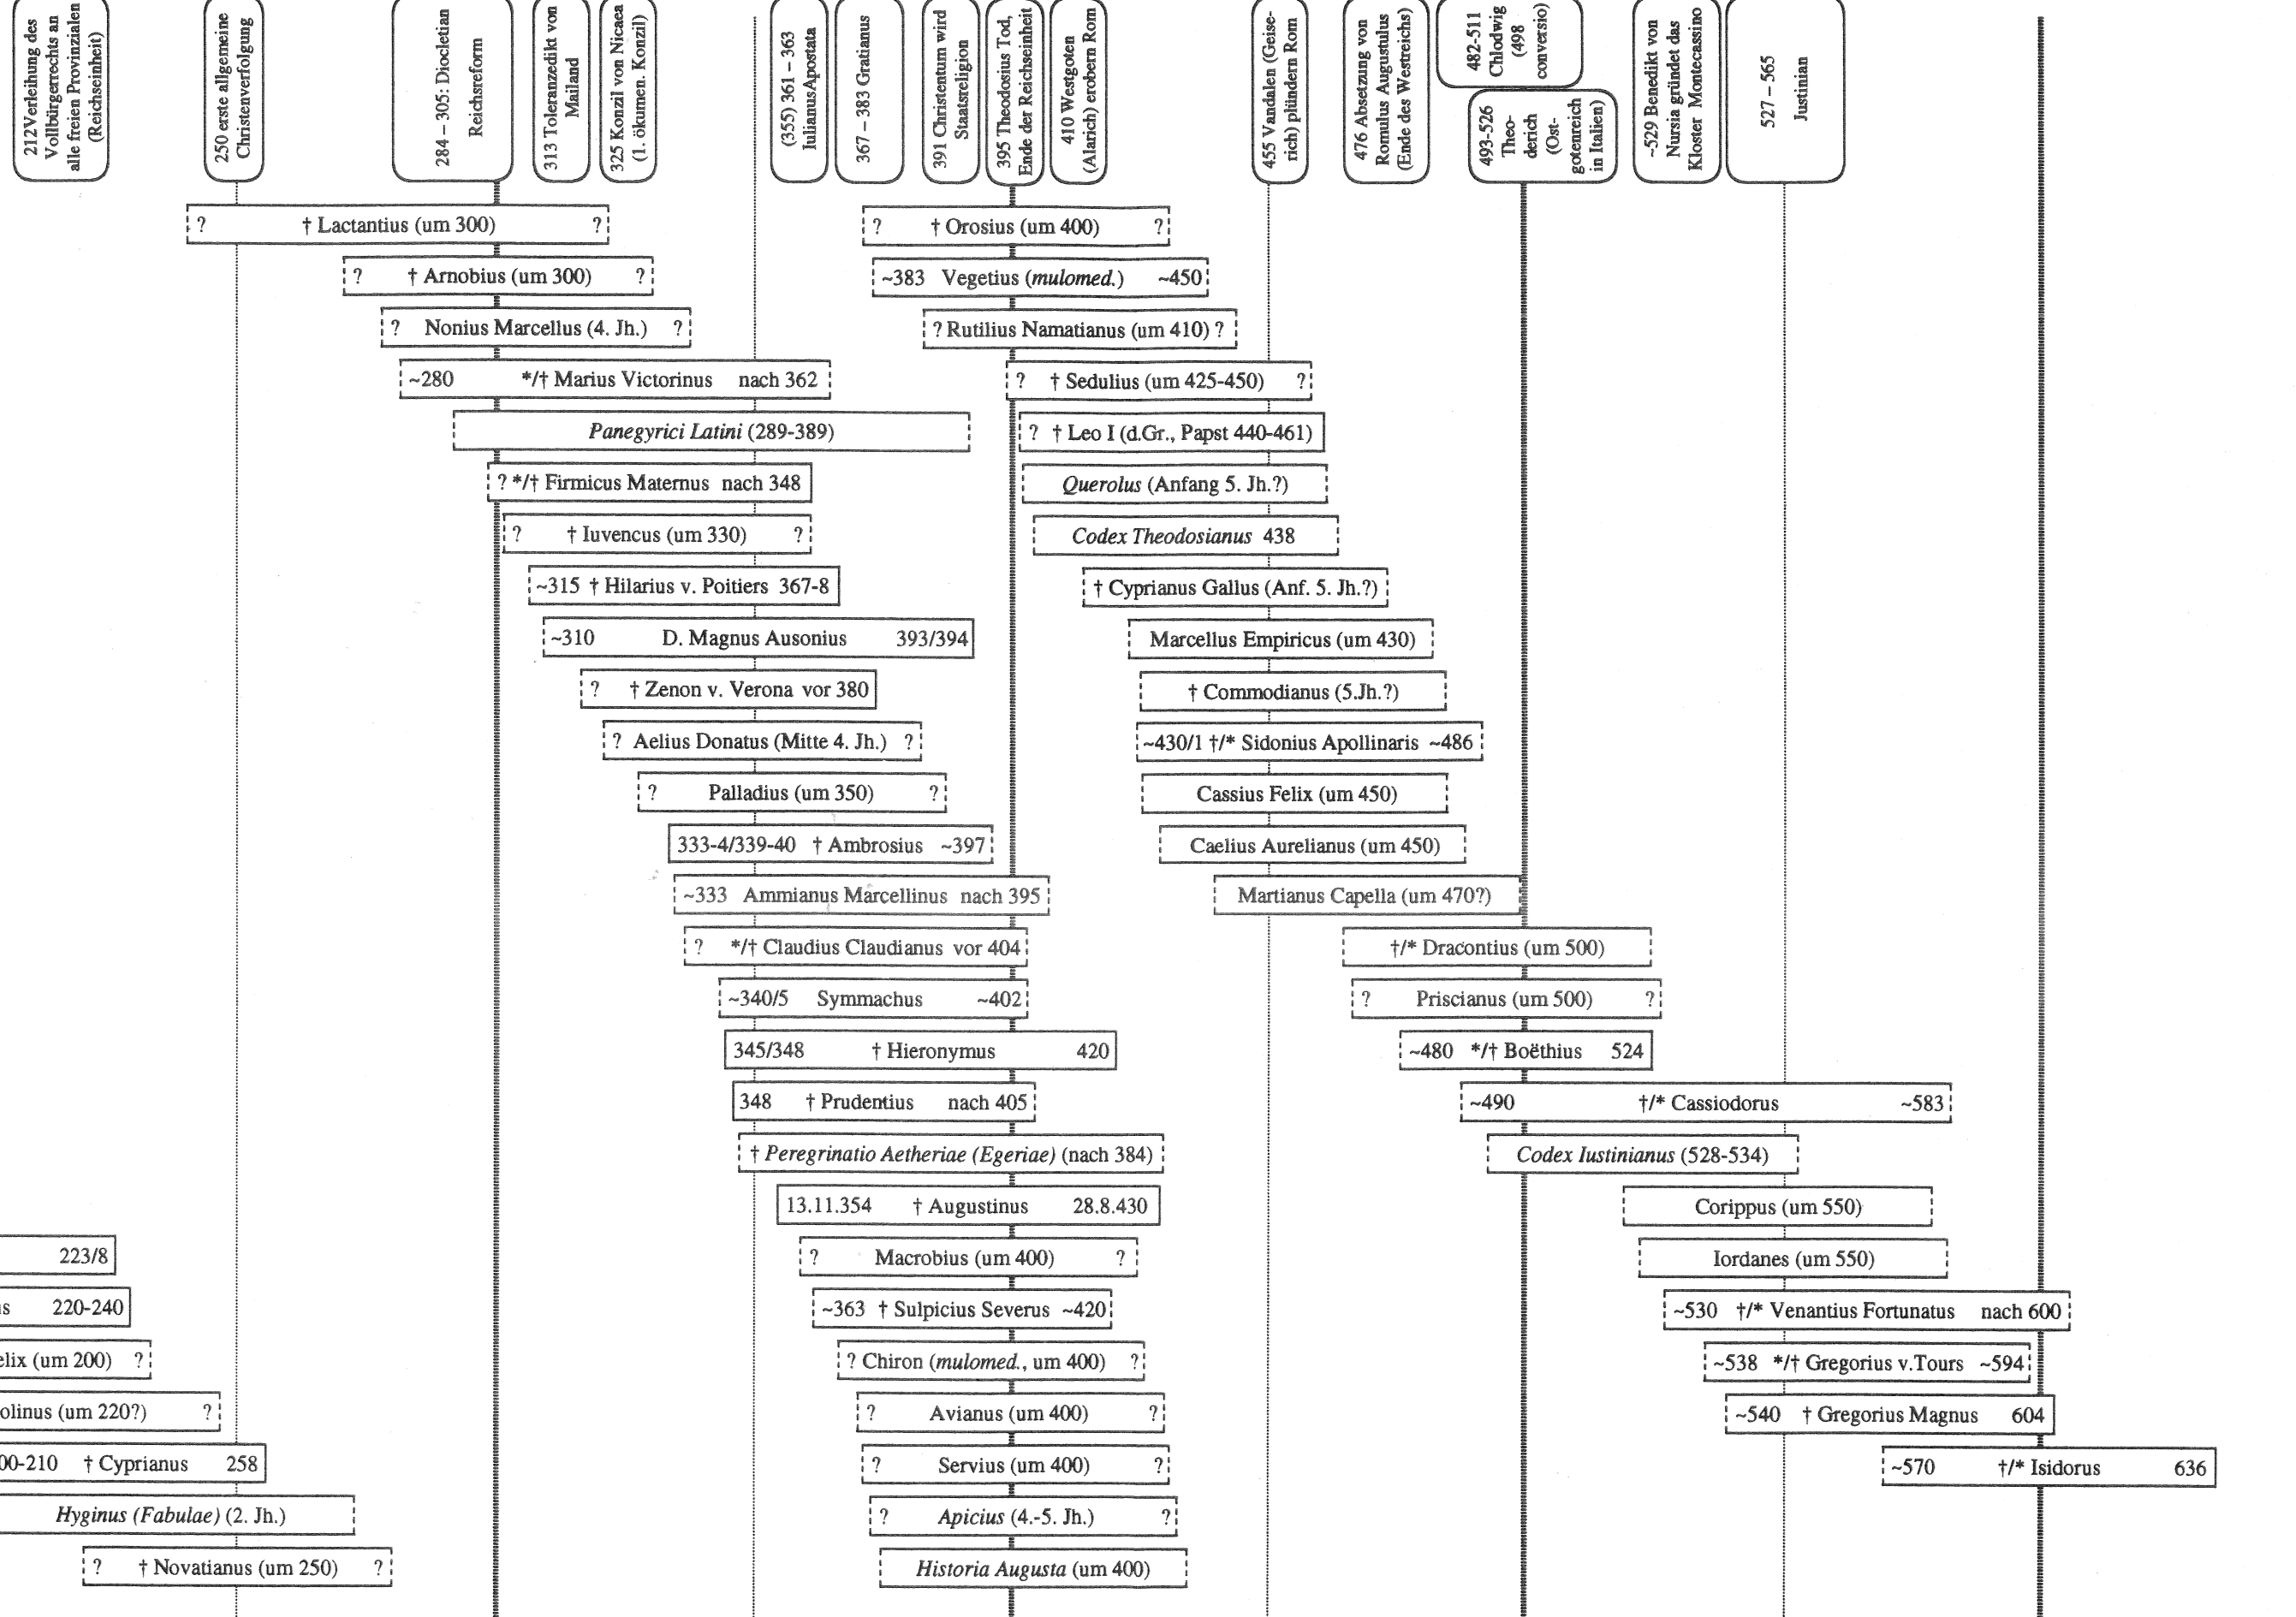 212 Verleihung des
Vollbürgerrechts an
alle freien Provinzialen
(Reichseinheit)
250 erste allgemeine
Christenverfolgung
284 – 305: Diocletian
Reichsreform
313 Toleranzedikt von
Mailand
325 Konzil von Nicaea
(1. ökumen. Konzil)
(355) 361 – 363
Iulianus Apostata
367 – 383 Gratianus
391 Christentum wird
Staatsreligion
395 Theodosius Tod,
Ende der Reichseinheit
410 Westgoten
(Alarich) erobern Rom
455 Vandalen (Geise-
rich) plündern Rom
476 Absetzung von
Romulus Augustulus
(Ende des Westreichs)
482-511
Chlodwig
(498
conversio)
493-526
Theo-
derich
(Ost-
gotenreich
in Italien)
~529 Benedikt von
Nursia gründet das
Kloster Montecassino
527 – 565
Justinian
? † Lactantius (um 300) ?
? † Arnobius (um 300) ?
? Nonius Marcellus (4. Jh.) ?
~280 */† Marius Victorinus nach 362
Panegyrici Latini (289-389)
? */† Firmicus Maternus nach 348
? † Iuvencus (um 330) ?
~315 † Hilarius v. Poitiers 367-8
~310 D. Magnus Ausonius 393/394
? † Zenon v. Verona vor 380
? Aelius Donatus (Mitte 4. Jh.) ?
? Palladius (um 350) ?
333-4/339-40 † Ambrosius ~397
~333 Ammianus Marcellinus nach 395
? */† Claudius Claudianus vor 404
~340/5 Symmachus ~402
345/348 † Hieronymus 420
348 † Prudentius nach 405
† Peregrinatio Aetheriae (Egeriae) (nach 384)
13.11.354 † Augustinus 28.8.430
? Macrobius (um 400) ?
~363 † Sulpicius Severus ~420
? Chiron (mulomed., um 400) ?
? Avianus (um 400) ?
? Servius (um 400) ?
? Apicius (4.-5. Jh.) ?
Historia Augusta (um 400)
? † Orosius (um 400) ?
~383 Vegetius (mulomed.) ~450
? Rutilius Namatianus (um 410) ?
? † Sedulius (um 425-450) ?
? † Leo I (d.Gr., Papst 440-461)
Querolus (Anfang 5. Jh.?)
Codex Theodosianus 438
† Cyprianus Gallus (Anf. 5. Jh.?)
Marcellus Empiricus (um 430)
† Commodianus (5.Jh.?)
~430/1 †/* Sidonius Apollinaris ~486
Cassius Felix (um 450)
Caelius Aurelianus (um 450)
Martianus Capella (um 470?)
†/* Dracontius (um 500)
? Priscianus (um 500) ?
~480 */† Boëthius 524
~490 †/* Cassiodorus ~583
Codex Iustinianus (528-534)
Corippus (um 550)
Iordanes (um 550)
~530 †/* Venantius Fortunatus nach 600
~538 */† Gregorius v.Tours ~594
~540 † Gregorius Magnus 604
~570 †/* Isidorus 636
223/8
s 220-240
elix (um 200) ?
olinus (um 220?) ?
00-210 † Cyprianus 258
Hyginus (Fabulae) (2. Jh.)
? † Novatianus (um 250) ?